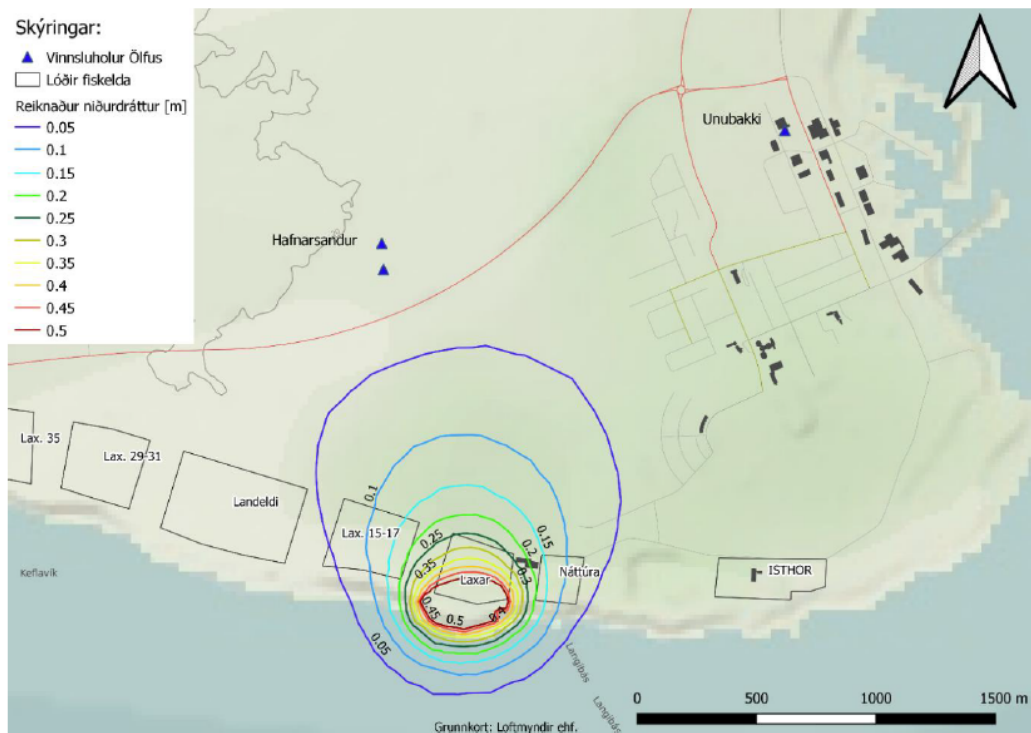 Skýringar:
Vinnsluholur Ölfus
Lóðir fiskelda
Reiknaður niðurdráttur [m]
0.05
0.1
0.15
0.2
0.25
0.3
0.35
0.4
0.45
0.5
Unubakki
Hafnarsandur
Lax. 35
Lax. 29-31
Landeldi
0.1
Lax. 15-17
0.25
0.15
0.2
0.35
0.3
Laxar
Náttúra
ISTHOR
Keflavík
0.45
0.5
0.4
0.05
Langibás
Langibás
0 500 1000 1500 m
Grunnkort: Loftmyndir ehf.